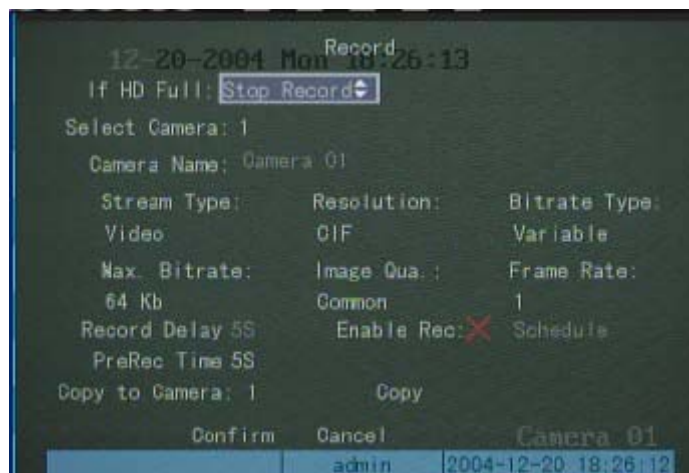 Record
12-20-2004 Mon 18:26:13
If HD Full: Stop Record
Select Camera: 1
Camera Name: Camera 01
Stream Type: Resolution: Bitrate Type:
Video CIF Variable
Max. Bitrate: Image Qua.: Frame Rate:
64 Kb Common 1
Record Delay 5S Enable Rec: Schedule
PreRec Time 5S
Copy to Camera: 1 Copy
Confirm Cancel Camera 01
admin 2004-12-20 18:26:12